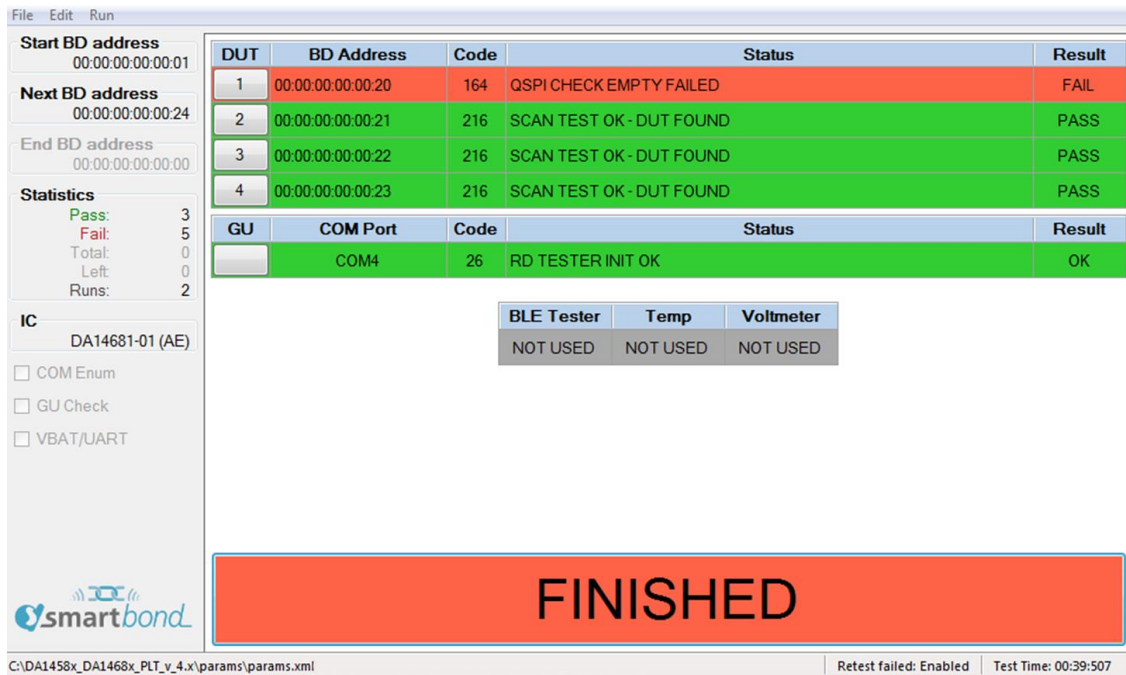 File Edit Run
Start BD address
00:00:00:00:00:01
Next BD address
00:00:00:00:00:24
End BD address
00:00:00:00:00:00
Statistics
Pass: 3
Fail: 5
Total: 0
Left: 0
Runs: 2
IC
DA14681-01 (AE)
COM Enum
GU Check
VBAT/UART
smartbond
DUT BD Address Code Status Result
1 00:00:00:00:00:20 164 QSPI CHECK EMPTY FAILED FAIL
2 00:00:00:00:00:21 216 SCAN TEST OK - DUT FOUND PASS
3 00:00:00:00:00:22 216 SCAN TEST OK - DUT FOUND PASS
4 00:00:00:00:00:23 216 SCAN TEST OK - DUT FOUND PASS
GU COM Port Code Status Result
COM4 26 RD TESTER INIT OK OK
BLE Tester Temp Voltmeter
NOT USED NOT USED NOT USED
FINISHED
C:\DA1458x_DA1468x_PLT_v_4.x\params\params.xml Retest failed: Enabled Test Time: 00:39:507